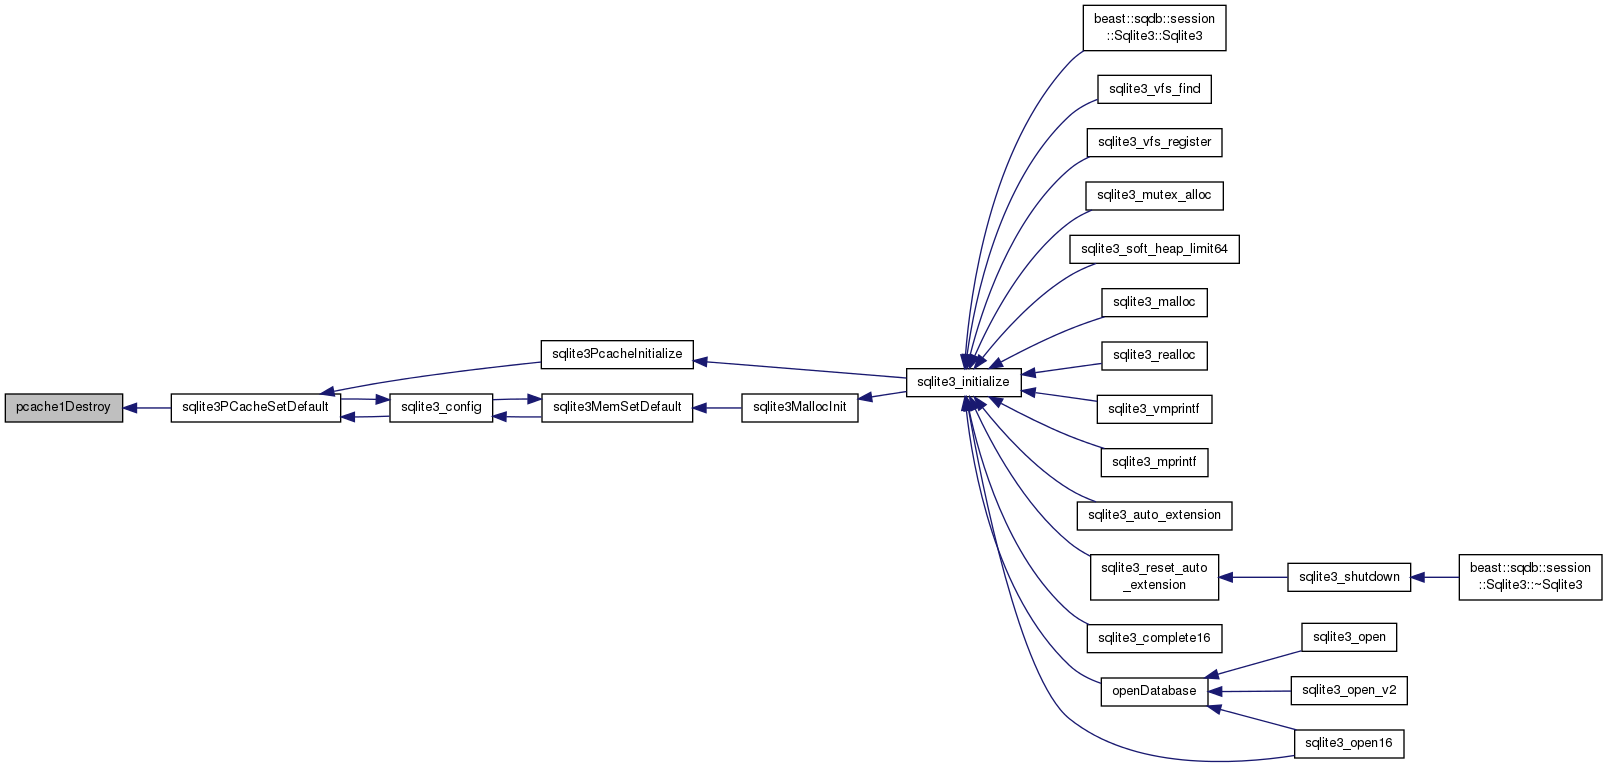 beast::sqdb::session
::Sqlite3::Sqlite3
sqlite3_vfs_find
sqlite3_vfs_register
sqlite3_mutex_alloc
sqlite3_soft_heap_limit64
sqlite3_malloc
sqlite3PcacheInitialize
sqlite3_realloc
sqlite3_initialize
pcache1Destroy
sqlite3PCacheSetDefault
sqlite3_config
sqlite3MemSetDefault
sqlite3MallocInit
sqlite3_vmprintf
sqlite3_mprintf
sqlite3_auto_extension
sqlite3_reset_auto
_extension
sqlite3_shutdown
beast::sqdb::session
::Sqlite3::~Sqlite3
sqlite3_complete16
sqlite3_open
openDatabase
sqlite3_open_v2
sqlite3_open16